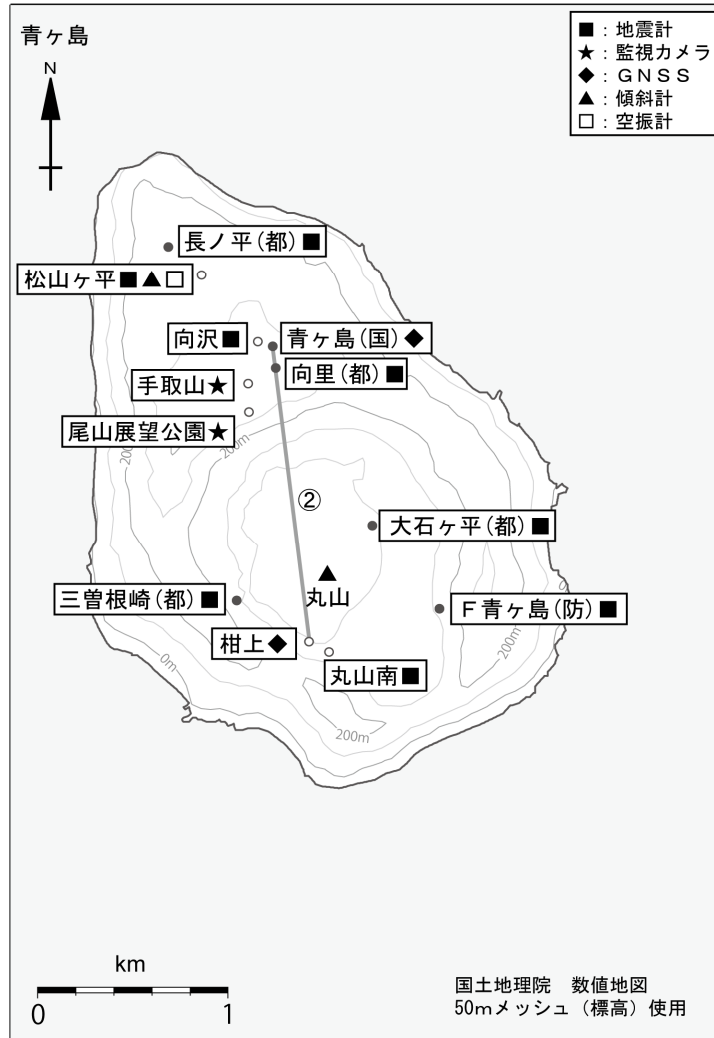 青ヶ島
N
■：地震計
★：監視カメラ
◆：ＧＮＳＳ
▲：傾斜計
□：空振計
長ノ平(都)■
松山ヶ平■▲□
向沢■
青ヶ島(国)◆
向里(都)■
手取山★
尾山展望公園★
200m
200m
②
大石ヶ平(都)■
丸山
三曽根崎(都)■
Ｆ青ヶ島(防)■
柑上◆
丸山南■
0m
200m
200m
km
0 1
国土地理院　数値地図
50mメッシュ（標高）使用